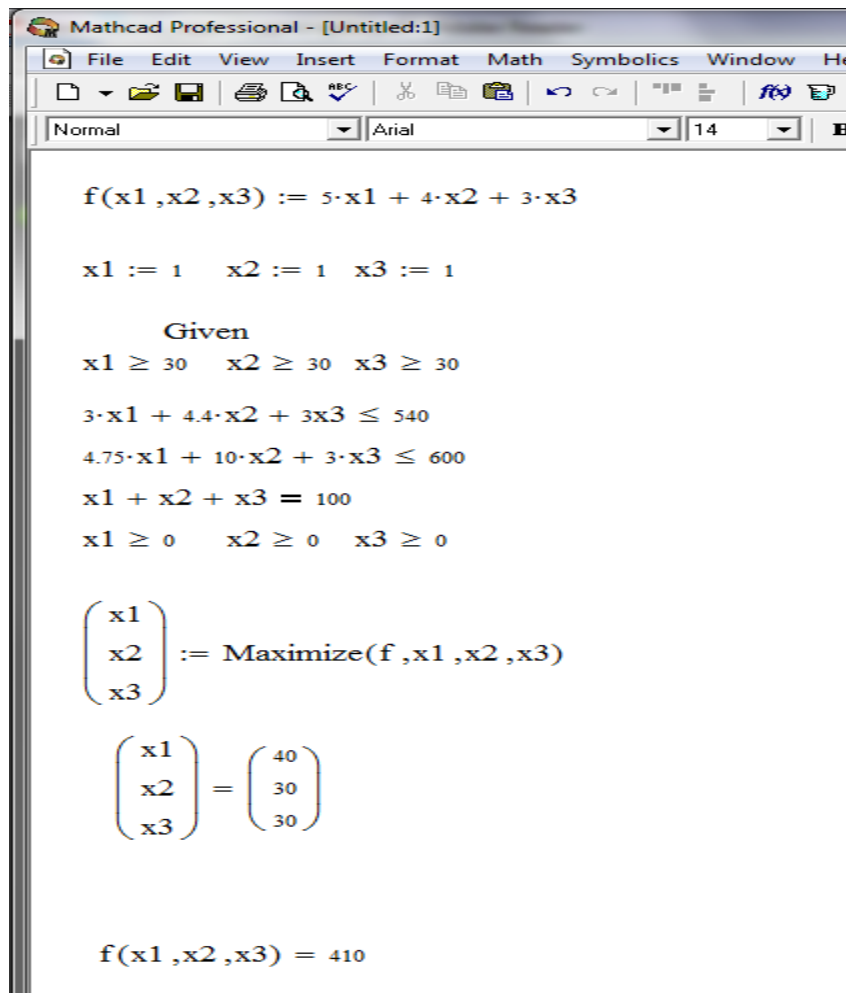 Mathcad Professional - [Untitled:1]
File Edit View Insert Format Math Symbolics Window He
ABC f(x)
Normal Arial 14 B
f(x1,x2,x3) := 5·x1 + 4·x2 + 3·x3
x1 := 1 x2 := 1 x3 := 1
Given
x1 ≥ 30 x2 ≥ 30 x3 ≥ 30
3·x1 + 4.4·x2 + 3x3 ≤ 540
4.75·x1 + 10·x2 + 3·x3 ≤ 600
x1 + x2 + x3 = 100
x1 ≥ 0 x2 ≥ 0 x3 ≥ 0
x1
x2 := Maximize(f,x1,x2,x3)
x3
x1 40
x2 = 30
x3 30
f(x1,x2,x3) = 410